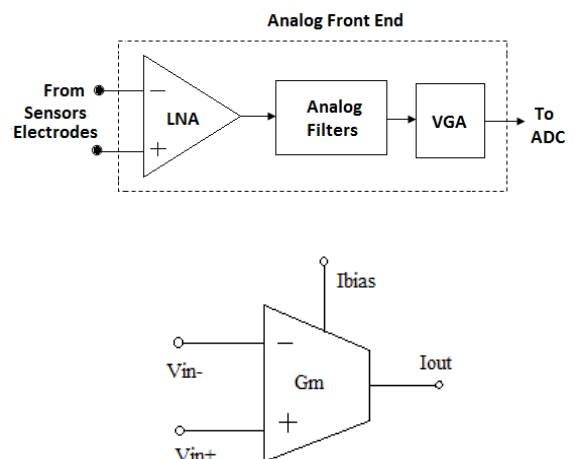 Analog Front End
From
Sensors
Electrodes
−
+
LNA
Analog
Filters
VGA
To
ADC
Ibias
−
Vin-
Gm
Iout
+
Vin+